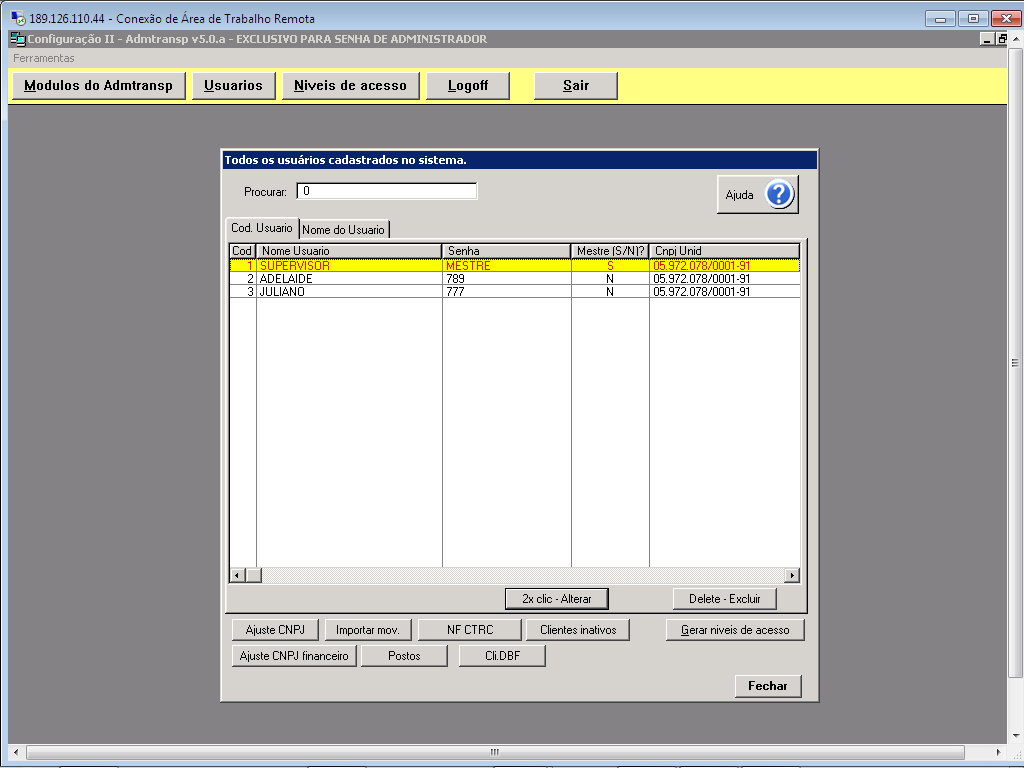 189.126.110.44 - Conexão de Área de Trabalho Remota
Configuração II - Admtransp v5.0.a - EXCLUSIVO PARA SENHA DE ADMINISTRADOR
Ferramentas
Modulos do Admtransp Usuarios Niveis de acesso Logoff Sair
Todos os usuários cadastrados no sistema.
Procurar: 0 Ajuda ?
Cod. Usuario Nome do Usuario
Cod Nome Usuario Senha Mestre (S/N)? Cnpj Unid
1 SUPERVISOR MESTRE S 05.972.078/0001-91
2 ADELAIDE 789 N 05.972.078/0001-91
3 JULIANO 777 N 05.972.078/0001-91
2x clic - Alterar Delete - Excluir
Ajuste CNPJ Importar mov. NF CTRC Clientes inativos Gerar niveis de acesso
Ajuste CNPJ financeiro Postos Cli.DBF
Fechar